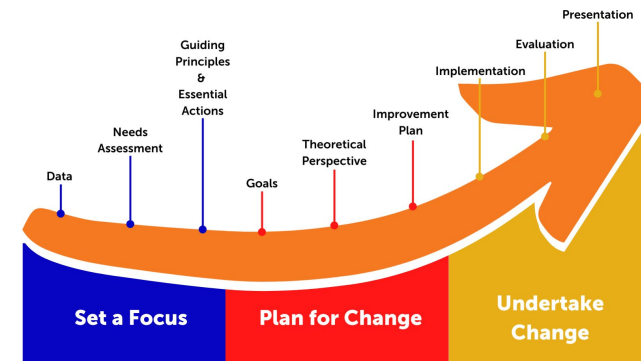 Data
Needs
Assessment
Guiding
Principles
&
Essential
Actions
Goals
Theoretical
Perspective
Improvement
Plan
Implementation
Evaluation
Presentation
Set a Focus
Plan for Change
Undertake
Change